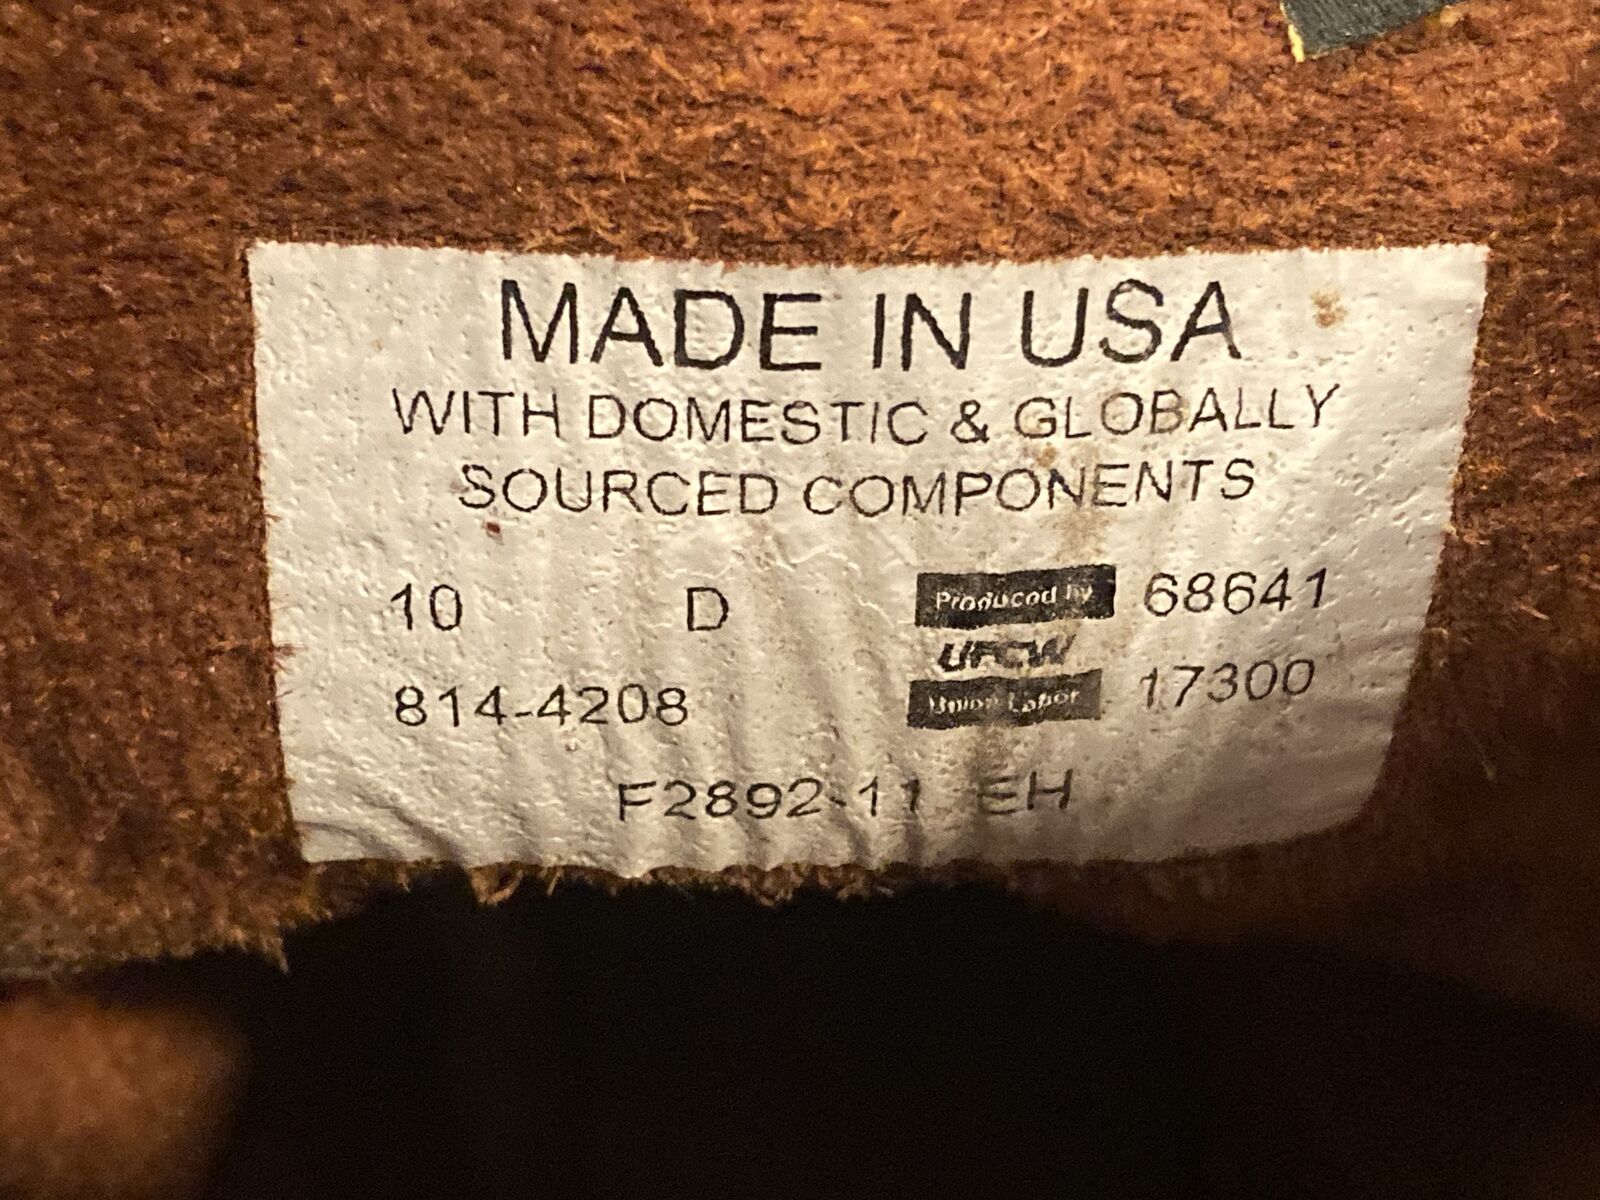 MADE IN USA
WITH DOMESTIC & GLOBALLY
SOURCED COMPONENTS
10 D Produced by 68641
UFCW
814-4208 Union Labor 17300
F2892-11 EH